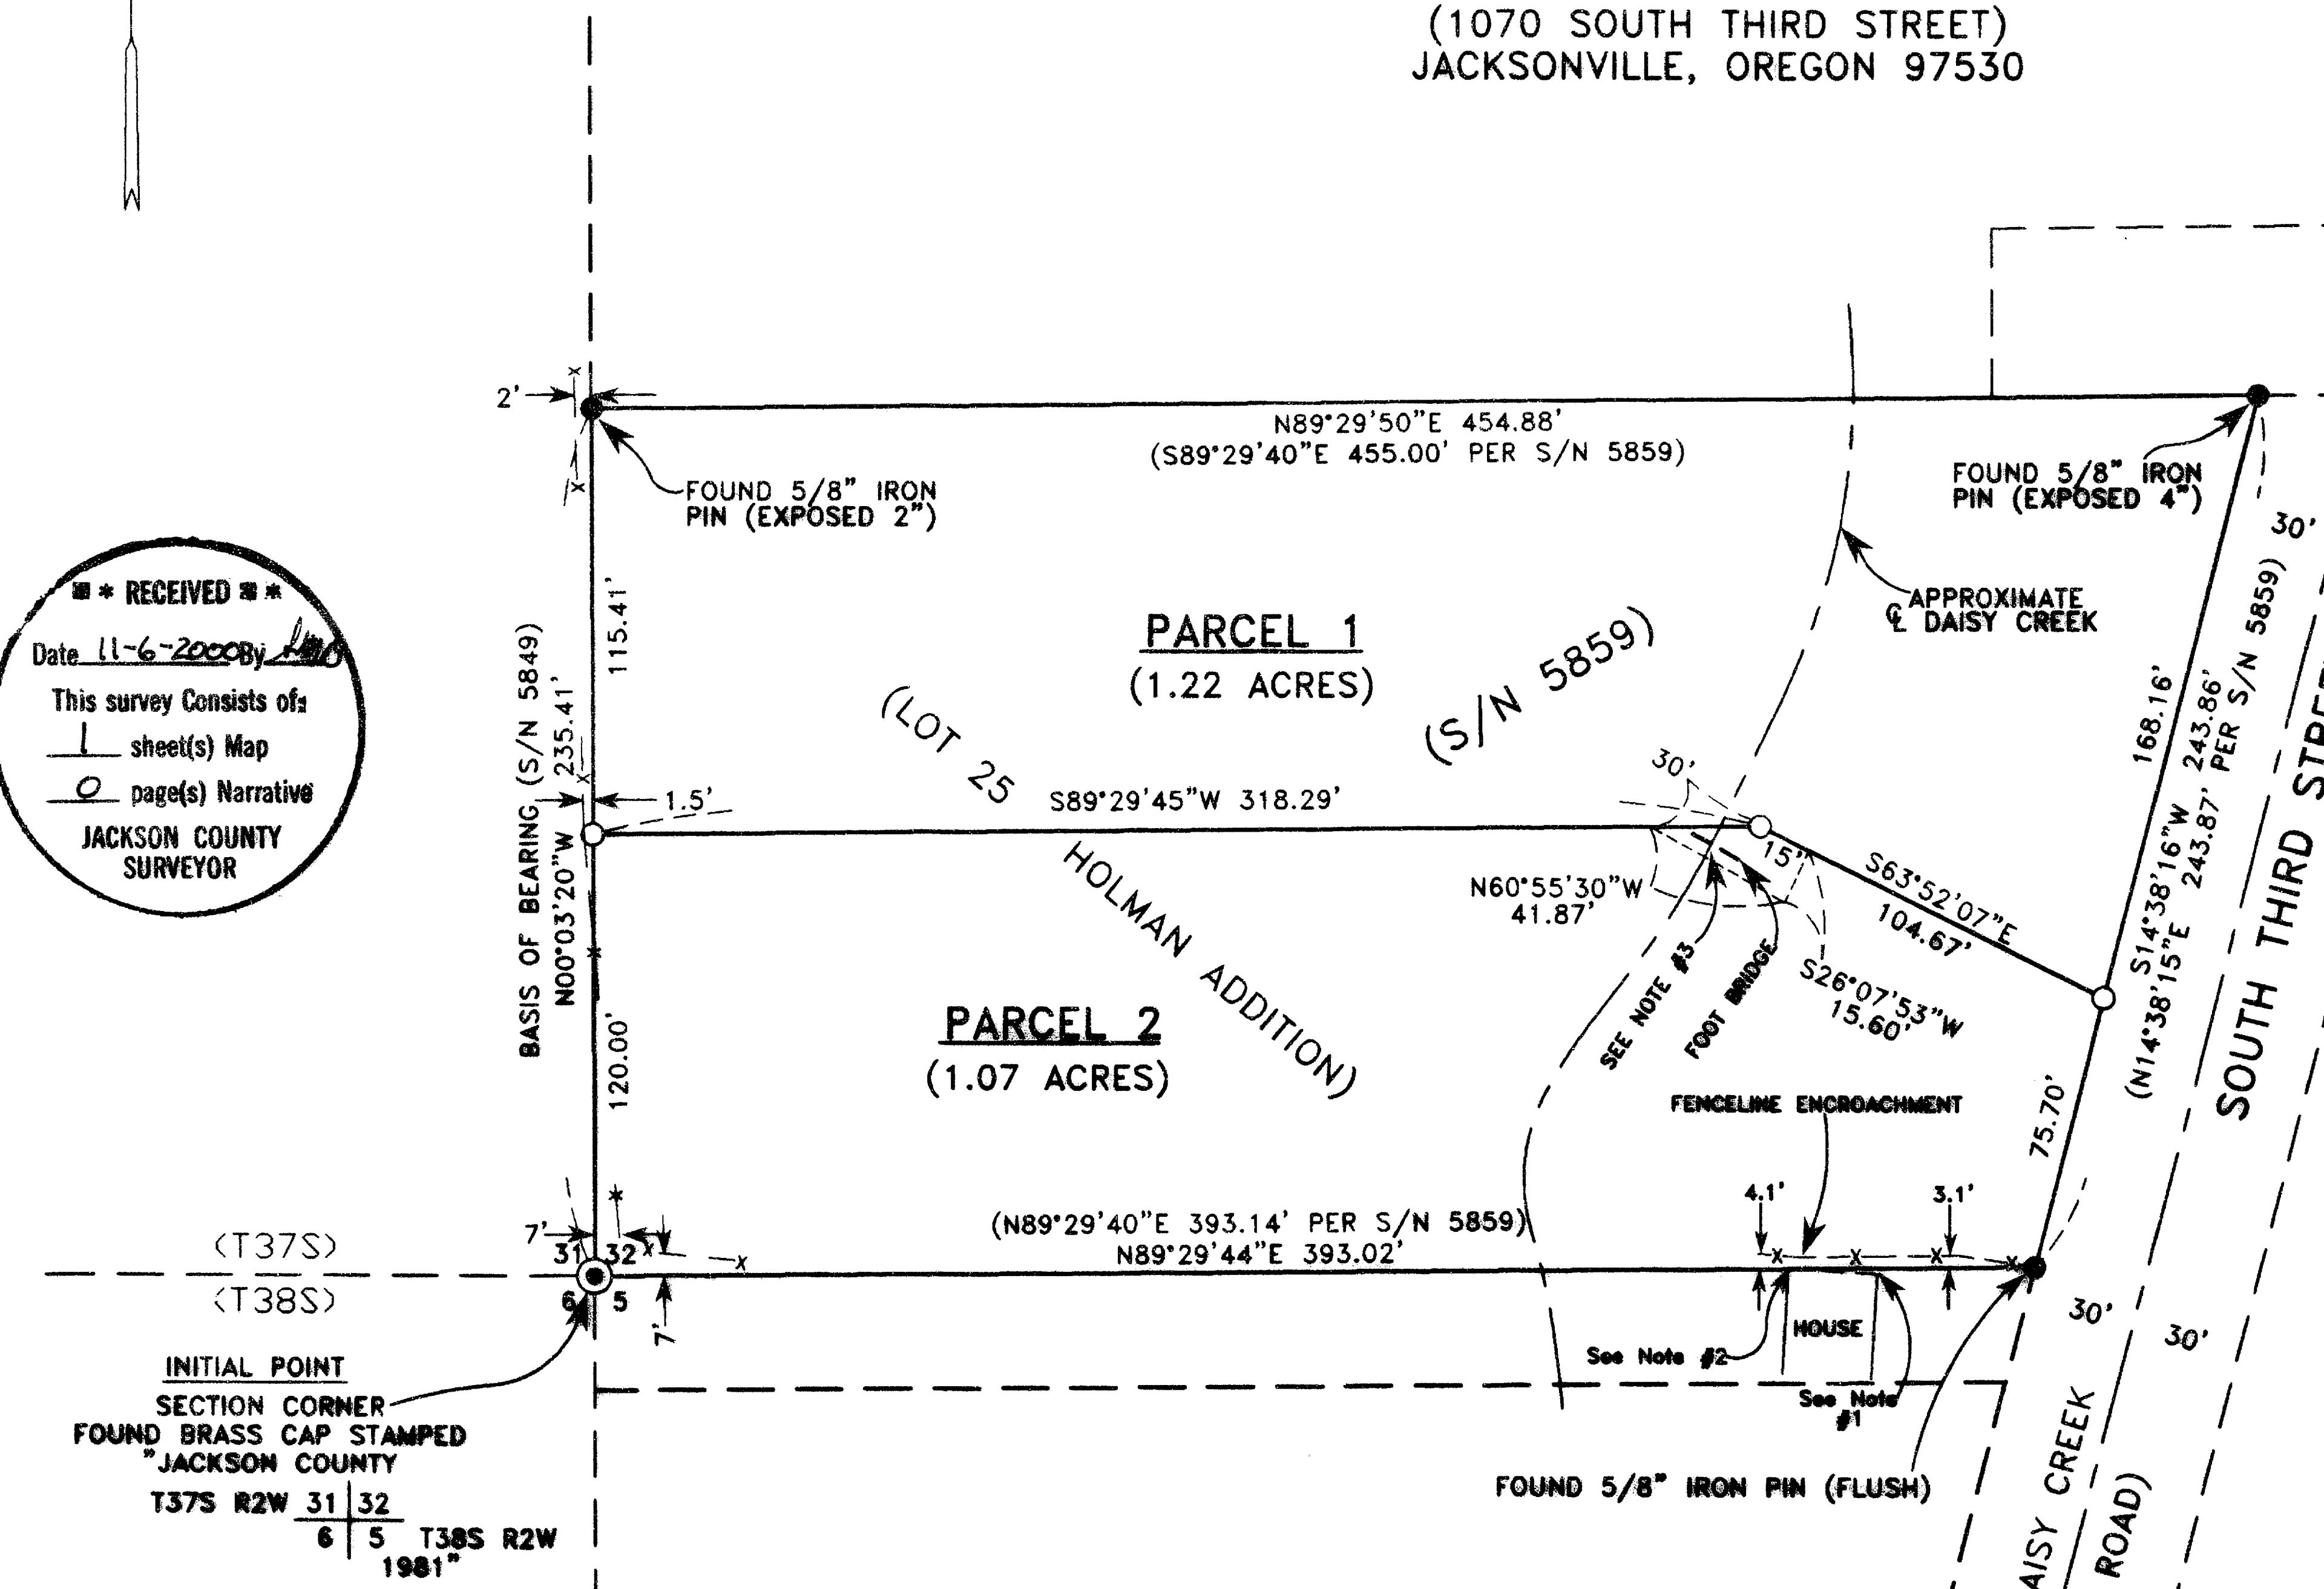 (1070 SOUTH THIRD STREET)
JACKSONVILLE, OREGON 97530
2'
N89°29'50"E 454.88'
(S89°29'40"E 455.00' PER S/N 5859)
FOUND 5/8" IRON
PIN (EXPOSED 2")
FOUND 5/8" IRON
PIN (EXPOSED 4")
30'
* RECEIVED *
Date 11-6-2000 By
This survey Consists of:
1 sheet(s) Map
0 page(s) Narrative
JACKSON COUNTY
SURVEYOR
BASIS OF BEARING (S/N 5849)
N00°03'20"W 235.41'
115.41'
PARCEL 1
(1.22 ACRES)
(LOT 25 HOLMAN ADDITION)
(S/N 5859)
APPROXIMATE
℄ DAISY CREEK
168.16'
S14°38'16"W 243.86'
(N14°38'15"E 243.87' PER S/N 5859)
SOUTH THIRD STREE
1.5'
S89°29'45"W 318.29'
30'
15'
N60°55'30"W
41.87'
S63°52'07"E
104.67'
S26°07'53"W
15.60'
SEE NOTE #3
FOOT BRIDGE
PARCEL 2
(1.07 ACRES)
120.00'
75.70'
FENCELINE ENCROACHMENT
4.1'
3.1'
(N89°29'40"E 393.14' PER S/N 5859)
N89°29'44"E 393.02'
7'
31 32
6 5
7'
(T37S)
(T38S)
HOUSE
See Note #2
See Note
#1
30'
30'
INITIAL POINT
SECTION CORNER
FOUND BRASS CAP STAMPED
"JACKSON COUNTY
T37S R2W 31 32
6 5 T38S R2W
1981"
FOUND 5/8" IRON PIN (FLUSH)
AISY CREEK
ROAD)